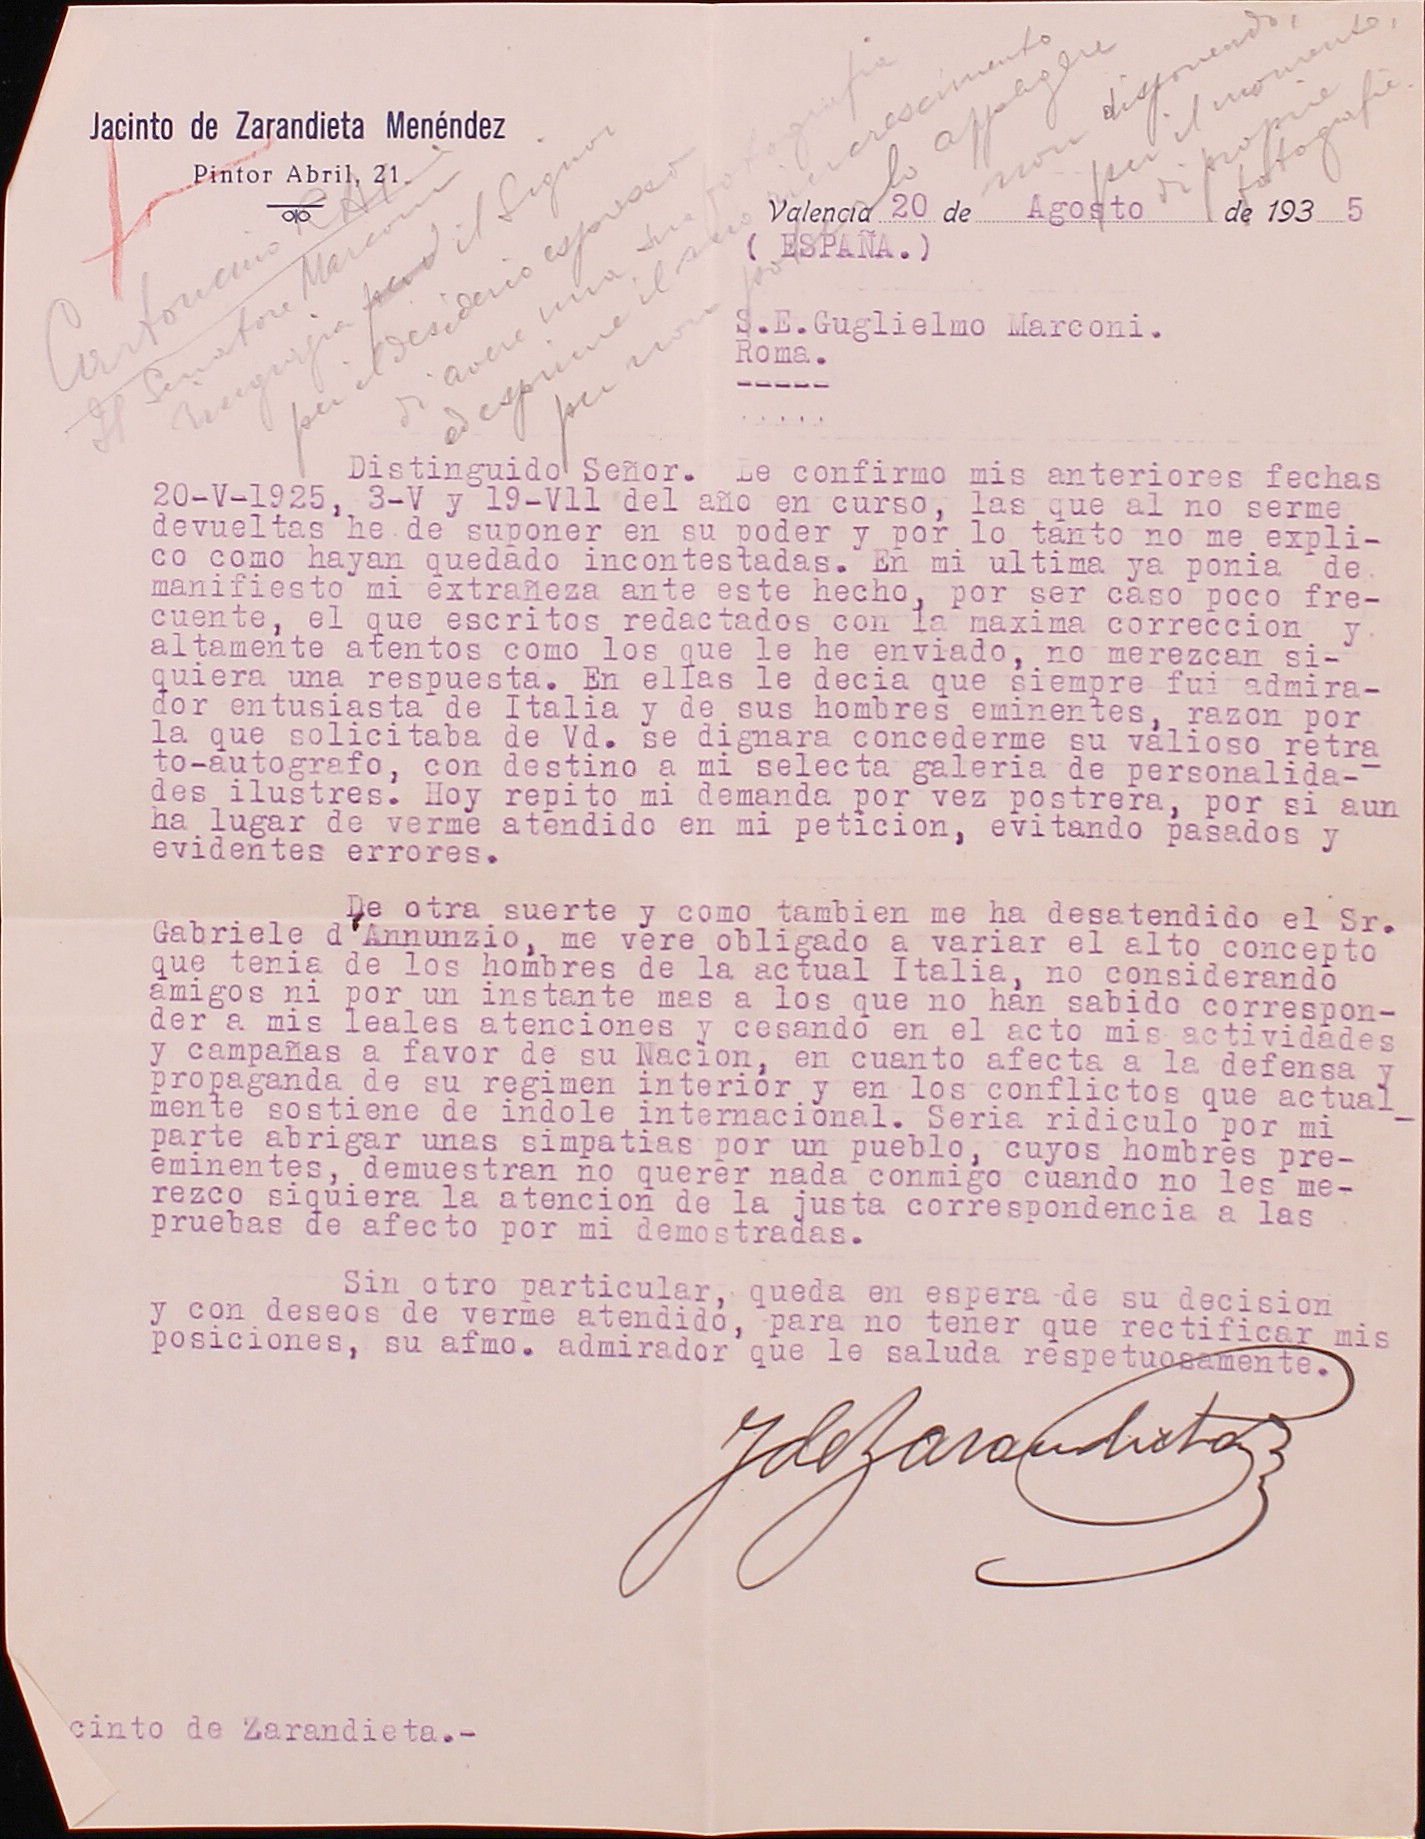 Jacinto de Zarandieta Menéndez
Pintor Abril, 21.
Valencia 20 de Agosto de 193 5
( ESPAÑA.)
Cartoncino
Il Senatore Marconi
ringrazia il Signor
per il desiderio espresso
di avere una sua fotografia
ed esprime il suo rincrescimento
per non poterlo appagare
non disponendo,
per il momento,
di proprie
fotografie.
S.E.Guglielmo Marconi.
Roma.
-----
.....
Distinguido Señor. Le confirmo mis anteriores fechas
20-V-1925, 3-V y 19-Vll del año en curso, las que al no serme
devueltas he de suponer en su poder y por lo tanto no me expli-
co como hayan quedado incontestadas. En mi ultima ya ponia de
manifiesto mi extrañeza ante este hecho, por ser caso poco fre-
cuente, el que escritos redactados con la maxima correccion y
altamente atentos como los que le he enviado, no merezcan si-
quiera una respuesta. En ellas le decia que siempre fui admira-
dor entusiasta de Italia y de sus hombres eminentes, razon por
la que solicitaba de Vd. se dignara concederme su valioso retra
to-autografo, con destino a mi selecta galeria de personalida-
des ilustres. Hoy repito mi demanda por vez postrera, por si aun
ha lugar de verme atendido en mi peticion, evitando pasados y
evidentes errores.
De otra suerte y como tambien me ha desatendido el Sr.
Gabriele d'Annunzio, me vere obligado a variar el alto concepto
que tenia de los hombres de la actual Italia, no considerando
amigos ni por un instante mas a los que no han sabido correspon-
der a mis leales atenciones y cesando en el acto mis actividades
y campañas a favor de su Nacion, en cuanto afecta a la defensa y
propaganda de su regimen interior y en los conflictos que actual_
mente sostiene de indole internacional. Seria ridiculo por mi
parte abrigar unas simpatias por un pueblo, cuyos hombres pre-
eminentes, demuestran no querer nada conmigo cuando no les me-
rezco siquiera la atencion de la justa correspondencia a las
pruebas de afecto por mi demostradas.
Sin otro particular, queda en espera de su decision
y con deseos de verme atendido, para no tener que rectificar mis
posiciones, su afmo. admirador que le saluda respetuosamente.
J de Zarandieta
cinto de Zarandieta.-